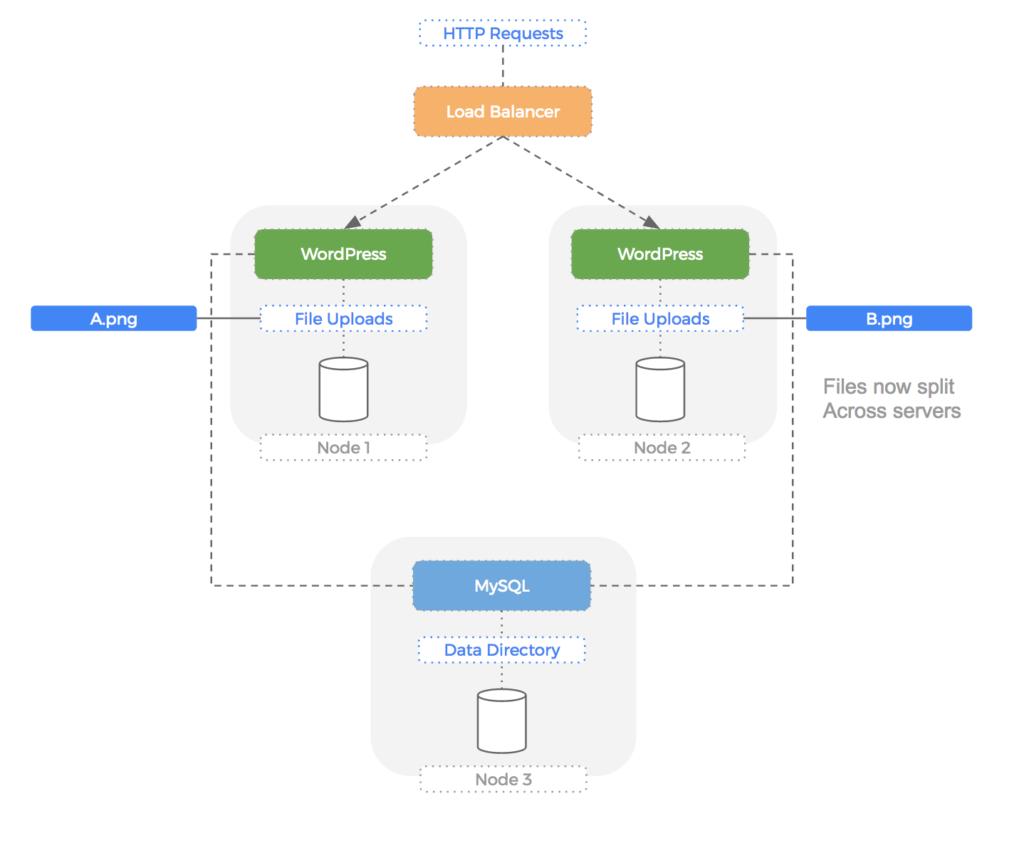 HTTP Requests
Load Balancer
WordPress
WordPress
A.png
File Uploads
File Uploads
B.png
Files now split
Across servers
Node 1
Node 2
MySQL
Data Directory
Node 3